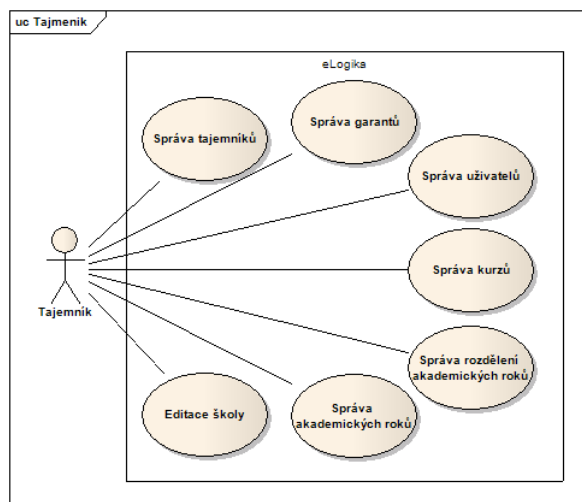 uc Tajmeník
eLogika
Správa tajemníků
Správa garantů
Správa uživatelů
Správa kurzů
Tajemník
Správa rozdělení
akademických roků
Editace školy
Správa
akademických roků